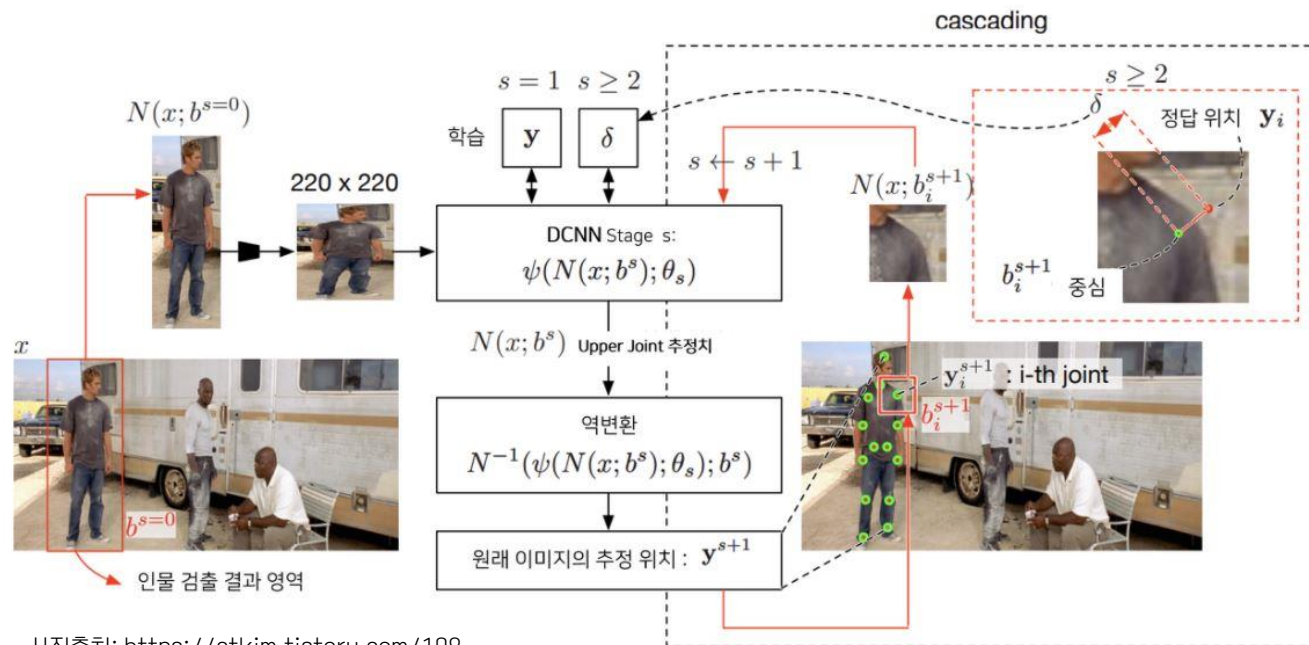 cascading
s = 1
s ≥ 2
s ≥ 2
N(x; b^{s=0})
학습
y
δ
δ
정답 위치 y_i
s ← s + 1
N(x; b_i^{s+1})
220 x 220
DCNN Stage s:
ψ(N(x; b^s); θ_s)
b_i^{s+1} 중심
N(x; b^s) Upper Joint 추정치
x
y_i^{s+1} : i-th joint
b_i^{s+1}
역변환
N^{-1}(ψ(N(x; b^s); θ_s); b^s)
b^{s=0}
원래 이미지의 추정 위치 : y^{s+1}
인물 검출 결과 영역